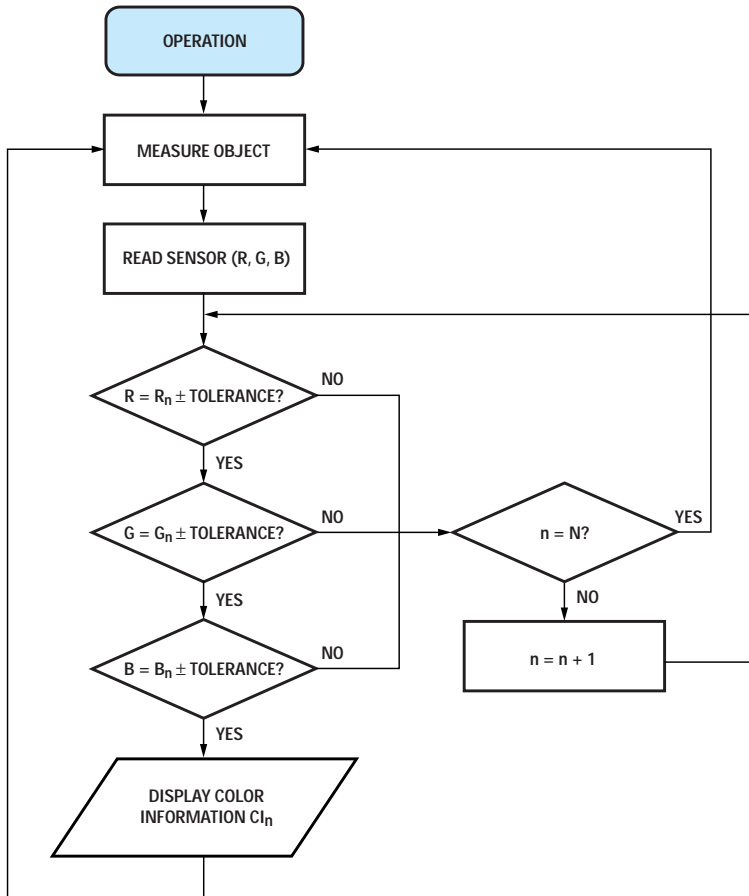 OPERATION
MEASURE OBJECT
READ SENSOR (R, G, B)
R = Rn ± TOLERANCE?
NO
YES
G = Gn ± TOLERANCE?
NO
n = N?
YES
YES
NO
B = Bn ± TOLERANCE?
NO
n = n + 1
YES
DISPLAY COLOR
INFORMATION CIn